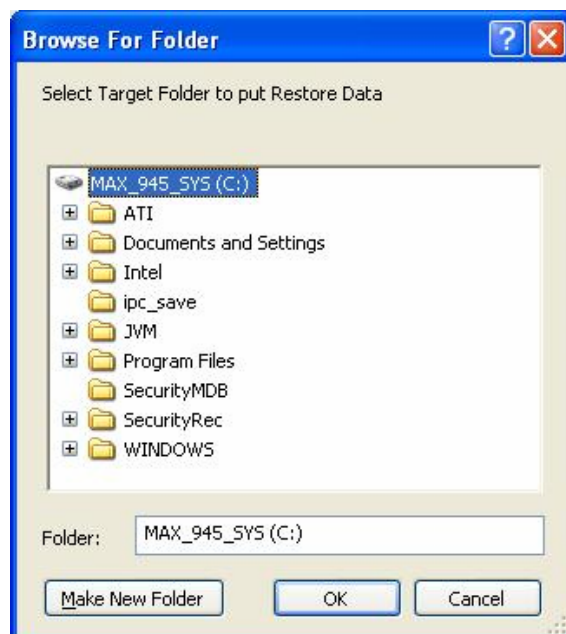 Browse For Folder
Select Target Folder to put Restore Data
MAX_945_SYS (C:)
ATI
Documents and Settings
Intel
ipc_save
JVM
Program Files
SecurityMDB
SecurityRec
WINDOWS
Folder: MAX_945_SYS (C:)
Make New Folder OK Cancel